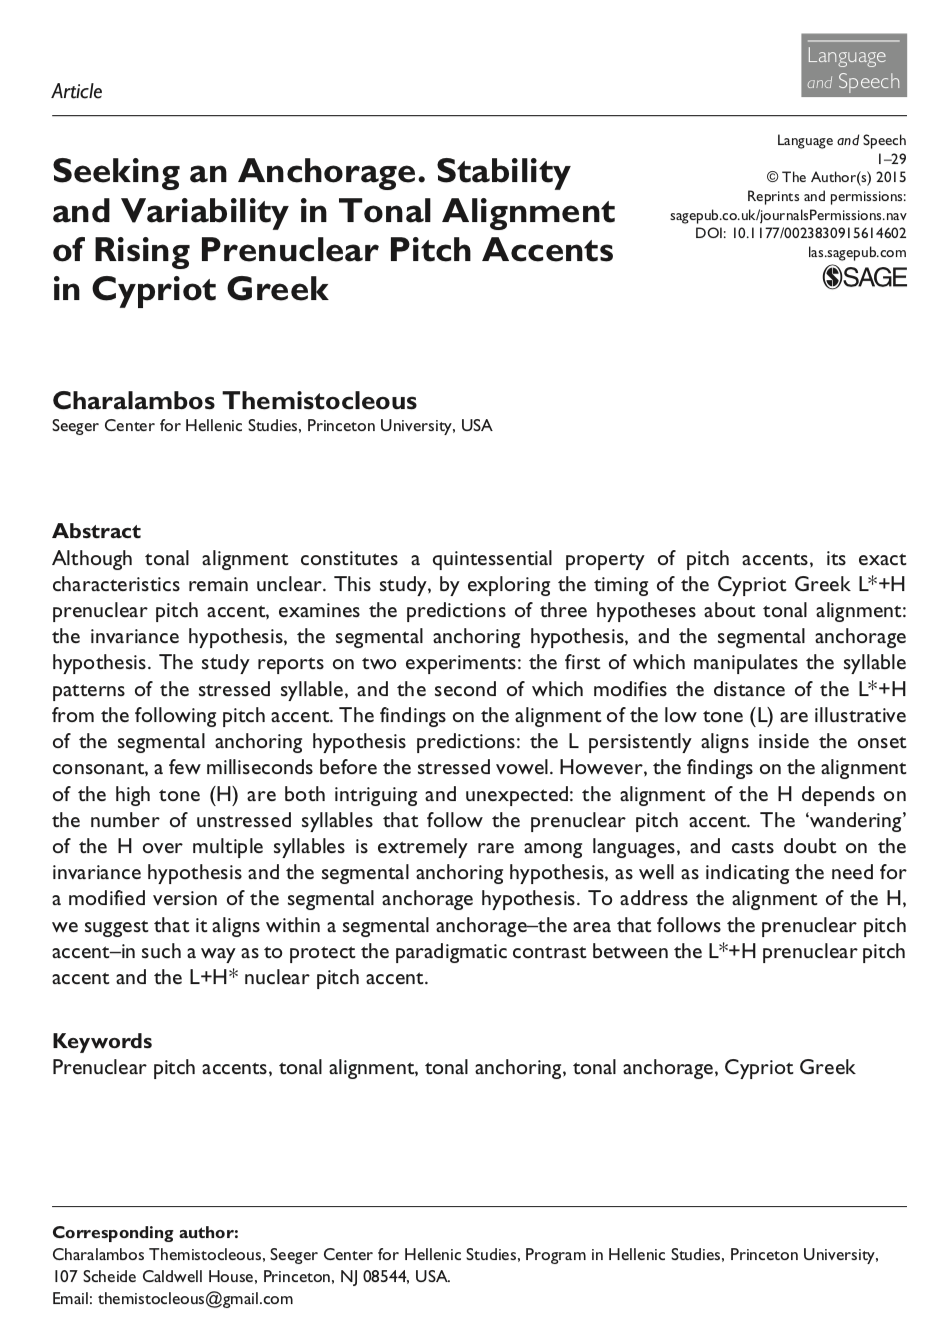 Article
Language
and Speech
Seeking an Anchorage. Stability
and Variability in Tonal Alignment
of Rising Prenuclear Pitch Accents
in Cypriot Greek
Language and Speech
1–29
© The Author(s) 2015
Reprints and permissions:
sagepub.co.uk/journalsPermissions.nav
DOI: 10.1177/0023830915614602
las.sagepub.com
SAGE
Charalambos Themistocleous
Seeger Center for Hellenic Studies, Princeton University, USA
Abstract
Although tonal alignment constitutes a quintessential property of pitch accents, its exact
characteristics remain unclear. This study, by exploring the timing of the Cypriot Greek L*+H
prenuclear pitch accent, examines the predictions of three hypotheses about tonal alignment:
the invariance hypothesis, the segmental anchoring hypothesis, and the segmental anchorage
hypothesis. The study reports on two experiments: the first of which manipulates the syllable
patterns of the stressed syllable, and the second of which modifies the distance of the L*+H
from the following pitch accent. The findings on the alignment of the low tone (L) are illustrative
of the segmental anchoring hypothesis predictions: the L persistently aligns inside the onset
consonant, a few milliseconds before the stressed vowel. However, the findings on the alignment
of the high tone (H) are both intriguing and unexpected: the alignment of the H depends on
the number of unstressed syllables that follow the prenuclear pitch accent. The ‘wandering’
of the H over multiple syllables is extremely rare among languages, and casts doubt on the
invariance hypothesis and the segmental anchoring hypothesis, as well as indicating the need for
a modified version of the segmental anchorage hypothesis. To address the alignment of the H,
we suggest that it aligns within a segmental anchorage–the area that follows the prenuclear pitch
accent–in such a way as to protect the paradigmatic contrast between the L*+H prenuclear pitch
accent and the L+H* nuclear pitch accent.
Keywords
Prenuclear pitch accents, tonal alignment, tonal anchoring, tonal anchorage, Cypriot Greek
Corresponding author:
Charalambos Themistocleous, Seeger Center for Hellenic Studies, Program in Hellenic Studies, Princeton University,
107 Scheide Caldwell House, Princeton, NJ 08544, USA.
Email: themistocleous@gmail.com